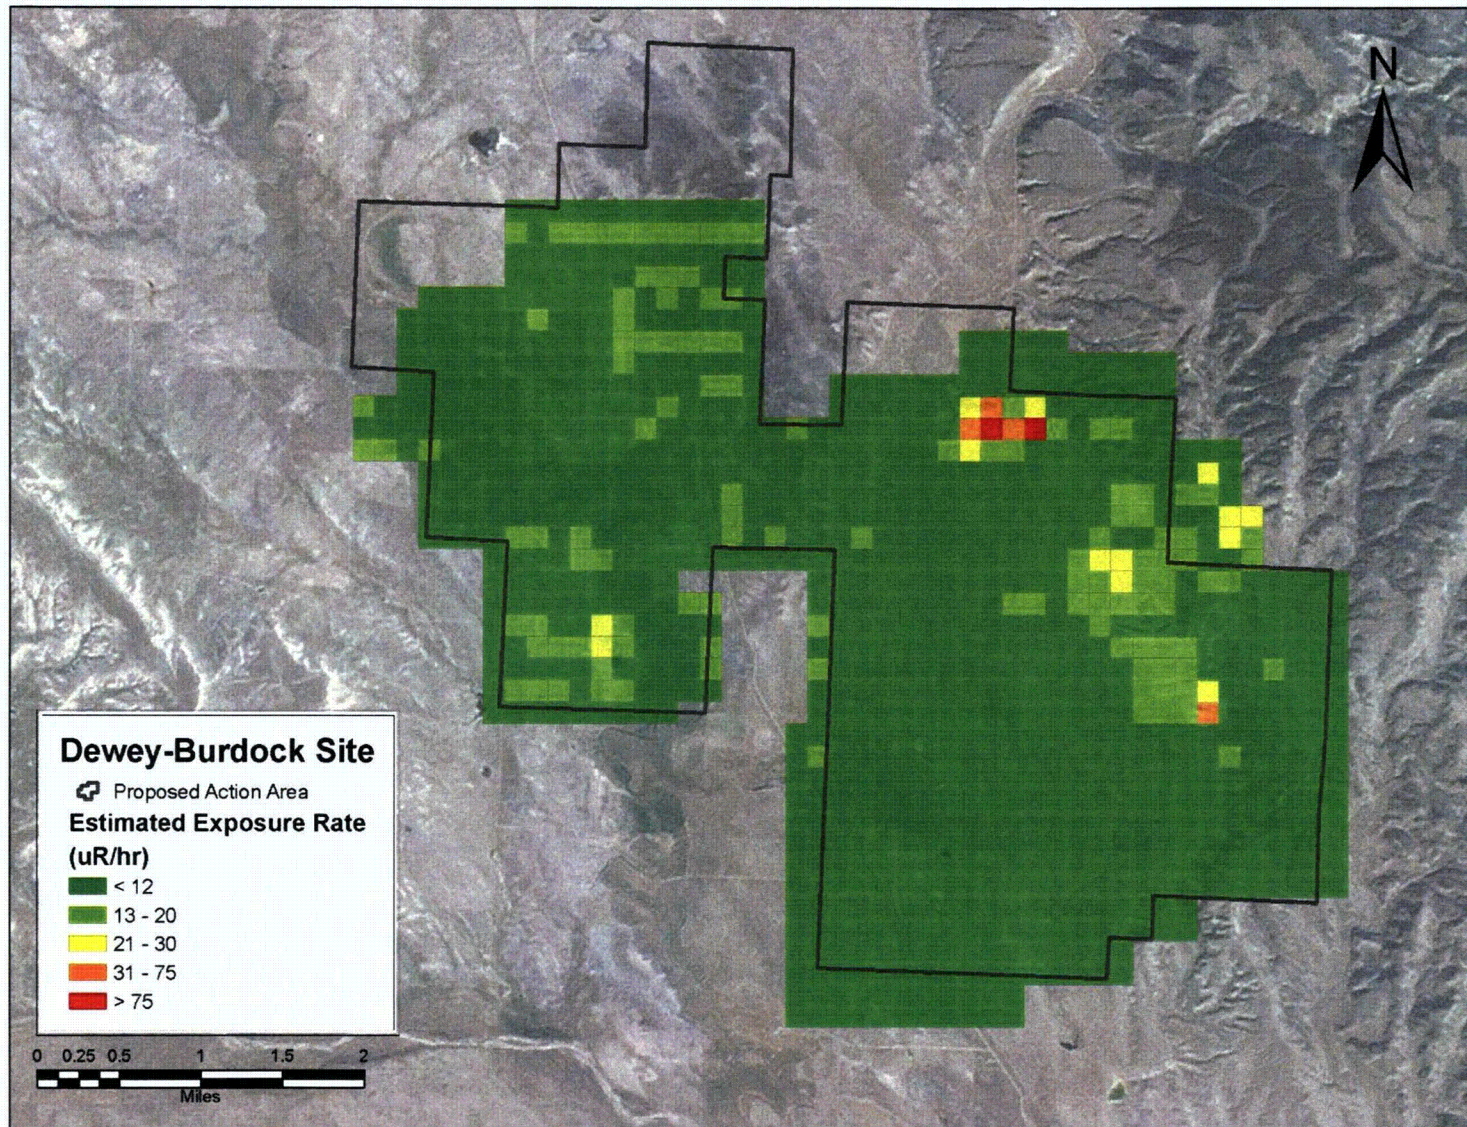 N
Dewey-Burdock Site
Proposed Action Area
Estimated Exposure Rate
(uR/hr)
< 12
13 - 20
21 - 30
31 - 75
> 75
0 0.25 0.5 1 1.5 2
Miles